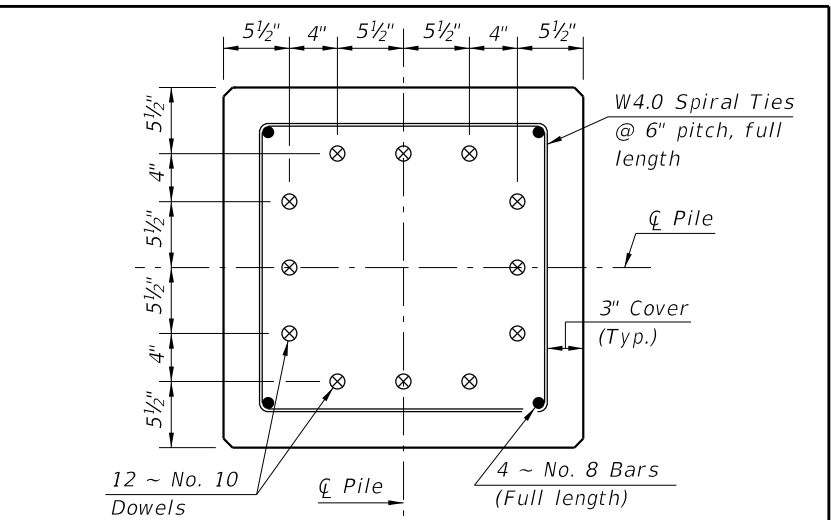 5½" 4" 5½" 5½" 4" 5½"
W4.0 Spiral Ties
@ 6" pitch, full
length
5½"
4"
5½"
5½"
4"
5½"
℄ Pile
3" Cover
(Typ.)
12 ~ No. 10
Dowels
℄ Pile
4 ~ No. 8 Bars
(Full length)